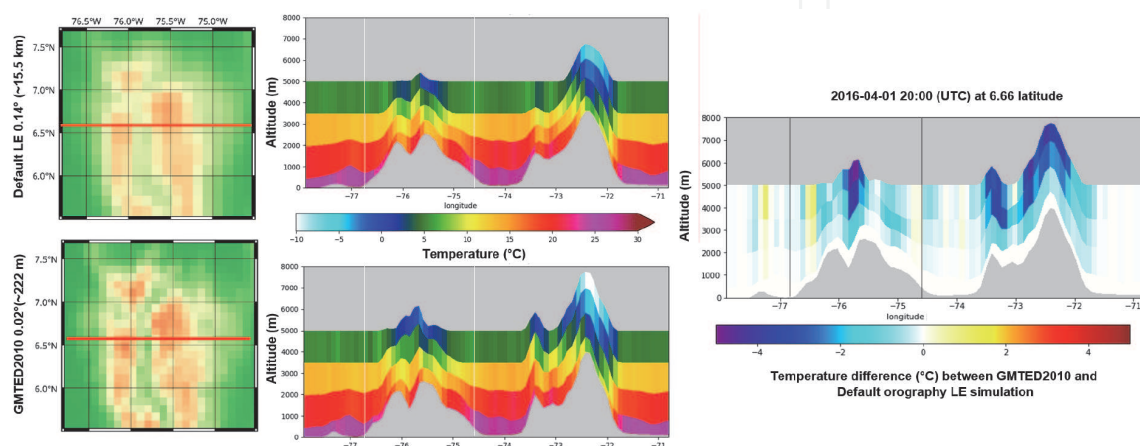 76.5°W 76.0°W 75.5°W 75.0°W
Default LE 0.14° (~15.5 km)
7.5°N
7.0°N
6.5°N
6.0°N
GMTED2010 0.02°(~222 m)
7.5°N
7.0°N
6.5°N
6.0°N
Altitude (m)
8000
7000
6000
5000
4000
3000
2000
1000
0
-77 -76 -75 -74 -73 -72 -71
longitude
-10 -5 0 5 10 15 20 25 30
Temperature (°C)
Altitude (m)
8000
7000
6000
5000
4000
3000
2000
1000
0
-77 -76 -75 -74 -73 -72 -71
2016-04-01 20:00 (UTC) at 6.66 latitude
Altitude (m)
8000
7000
6000
5000
4000
3000
2000
1000
0
-77 -76 -75 -74 -73 -72 -71
longitude
-4 -2 0 2 4
Temperature difference (°C) between GMTED2010 and
Default orography LE simulation